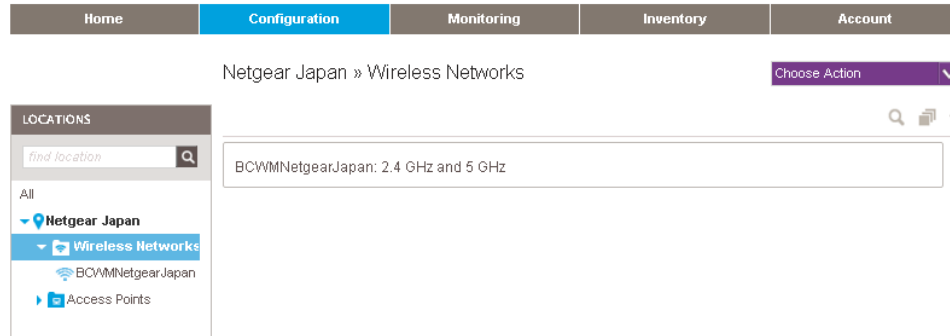 Home Configuration Monitoring Inventory Account
Netgear Japan » Wireless Networks
Choose Action
LOCATIONS
find location
BCWMNetgearJapan: 2.4 GHz and 5 GHz
All
Netgear Japan
Wireless Networks
BCWMNetgearJapan
Access Points